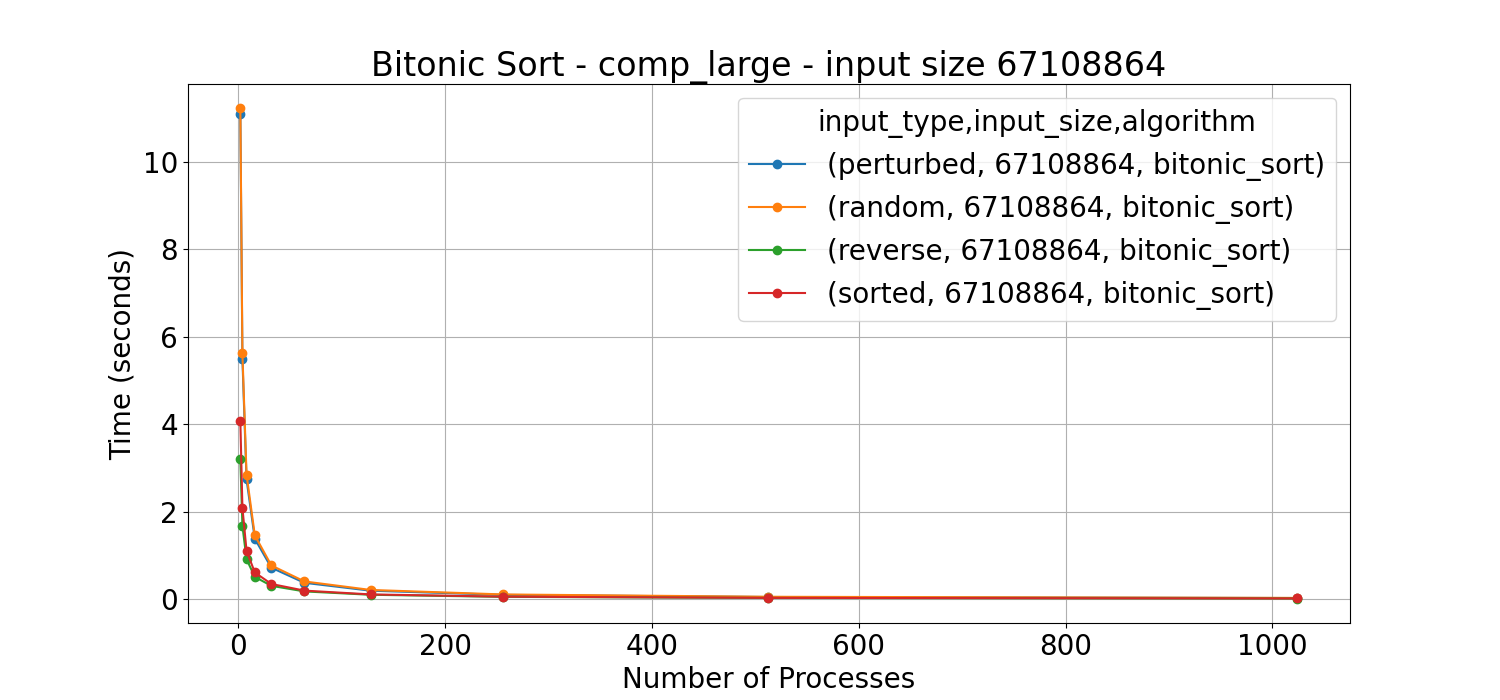 Bitonic Sort - comp_large - input size 67108864
input_type,input_size,algorithm
(perturbed, 67108864, bitonic_sort)
(random, 67108864, bitonic_sort)
(reverse, 67108864, bitonic_sort)
(sorted, 67108864, bitonic_sort)
Time (seconds)
10
8
6
4
2
0
0 200 400 600 800 1000
Number of Processes